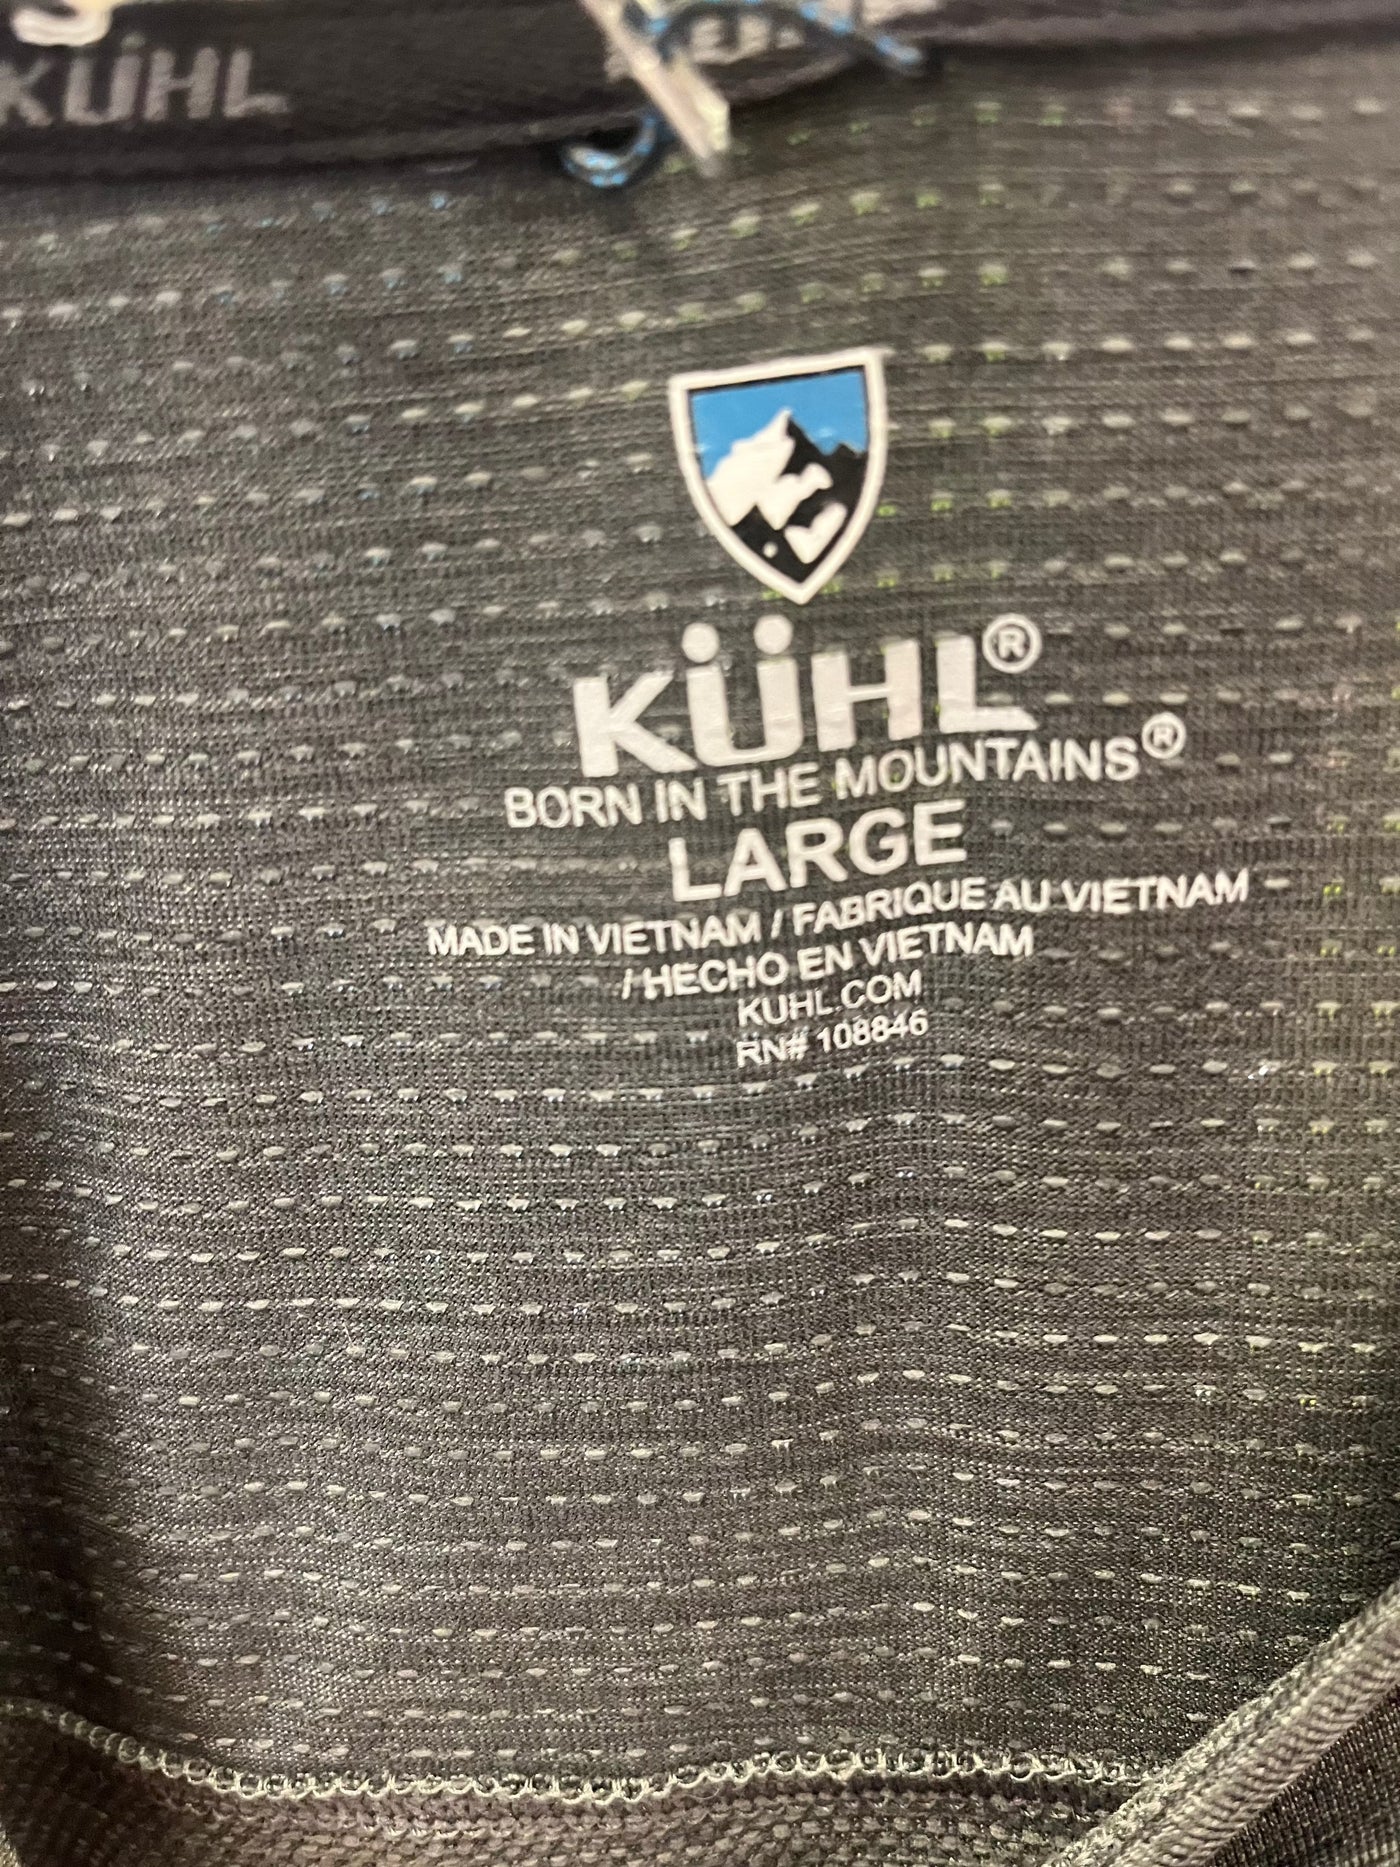 KÜHL
KÜHL®
BORN IN THE MOUNTAINS®
LARGE
MADE IN VIETNAM / FABRIQUE AU VIETNAM
/ HECHO EN VIETNAM
KUHL.COM
RN# 108846